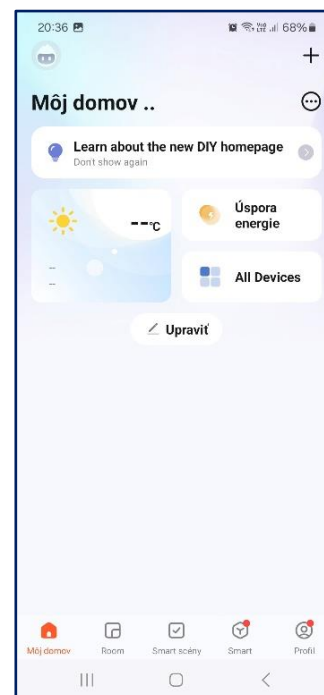 20:36 68%
Môj domov ..
Learn about the new DIY homepage
Don't show again
--°C
Úspora
energie
--
--
All Devices
Upraviť
Môj domov Room Smart scény Smart Profil